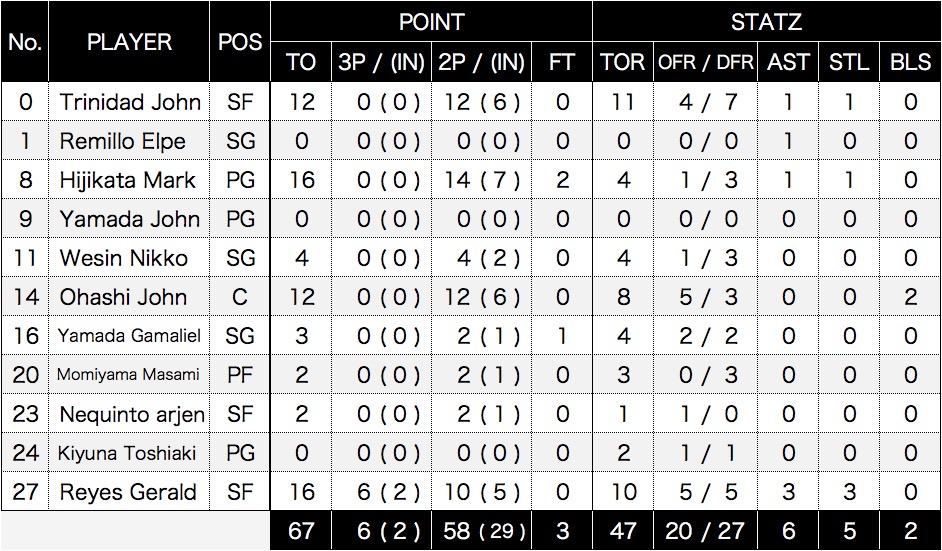 No. PLAYER POS POINT STATZ
TO 3P / (IN) 2P / (IN) FT TOR OFR / DFR AST STL BLS
0 Trinidad John SF 12 0 ( 0 ) 12 ( 6 ) 0 11 4 / 7 1 1 0
1 Remillo Elpe SG 0 0 ( 0 ) 0 ( 0 ) 0 0 0 / 0 1 0 0
8 Hijikata Mark PG 16 0 ( 0 ) 14 ( 7 ) 2 4 1 / 3 1 1 0
9 Yamada John PG 0 0 ( 0 ) 0 ( 0 ) 0 0 0 / 0 0 0 0
11 Wesin Nikko SG 4 0 ( 0 ) 4 ( 2 ) 0 4 1 / 3 0 0 0
14 Ohashi John C 12 0 ( 0 ) 12 ( 6 ) 0 8 5 / 3 0 0 2
16 Yamada Gamaliel SG 3 0 ( 0 ) 2 ( 1 ) 1 4 2 / 2 0 0 0
20 Momiyama Masami PF 2 0 ( 0 ) 2 ( 1 ) 0 3 0 / 3 0 0 0
23 Nequinto arjen SF 2 0 ( 0 ) 2 ( 1 ) 0 1 1 / 0 0 0 0
24 Kiyuna Toshiaki PG 0 0 ( 0 ) 0 ( 0 ) 0 2 1 / 1 0 0 0
27 Reyes Gerald SF 16 6 ( 2 ) 10 ( 5 ) 0 10 5 / 5 3 3 0
67 6 ( 2 ) 58 ( 29 ) 3 47 20 / 27 6 5 2